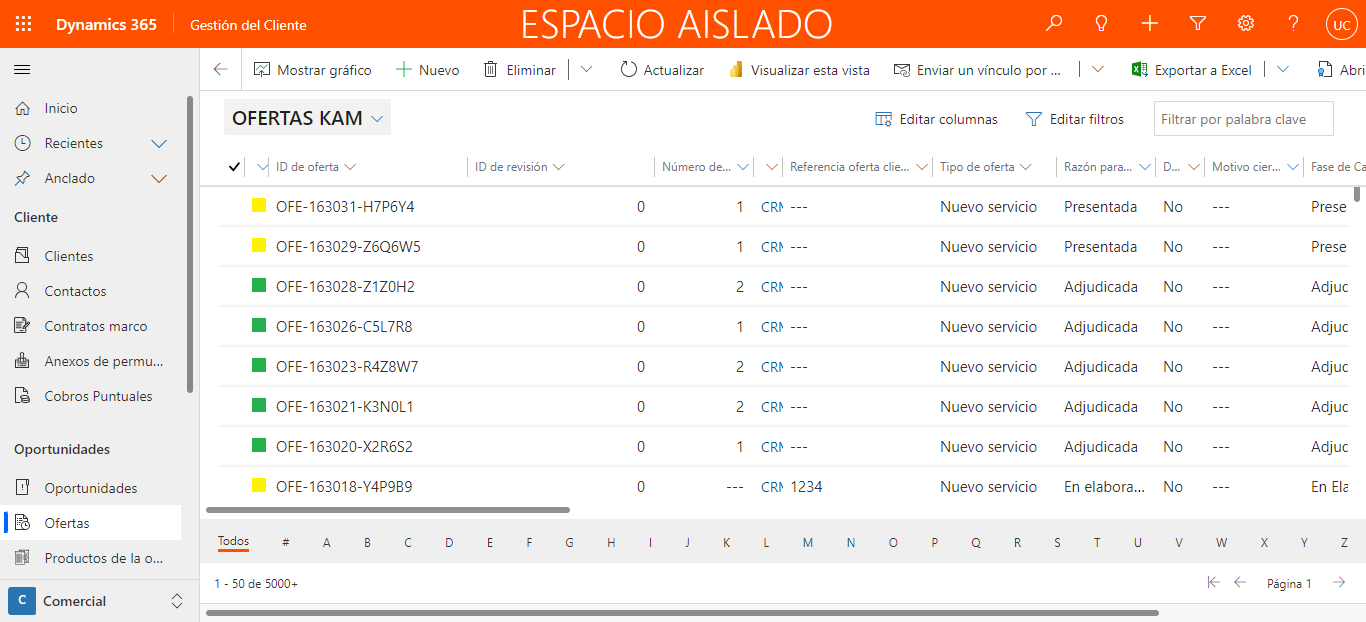 Dynamics 365 Gestión del Cliente ESPACIO AISLADO UC
Mostrar gráfico Nuevo Eliminar Actualizar Visualizar esta vista Enviar un vínculo por ... Exportar a Excel Abri
Inicio
Recientes
Anclado
Cliente
Clientes
Contactos
Contratos marco
Anexos de permu...
Cobros Puntuales
Oportunidades
Oportunidades
Ofertas
Productos de la o...
C Comercial
OFERTAS KAM Editar columnas Editar filtros Filtrar por palabra clave
ID de oferta ID de revisión Número de... Referencia oferta clie... Tipo de oferta Razón para... D... Motivo cier... Fase de Ca
OFE-163031-H7P6Y4 0 1 CRM --- Nuevo servicio Presentada No --- Prese
OFE-163029-Z6Q6W5 0 1 CRM --- Nuevo servicio Presentada No --- Prese
OFE-163028-Z1Z0H2 0 2 CRM --- Nuevo servicio Adjudicada No --- Adjuc
OFE-163026-C5L7R8 0 1 CRM --- Nuevo servicio Adjudicada No --- Adjuc
OFE-163023-R4Z8W7 0 2 CRM --- Nuevo servicio Adjudicada No --- Adjuc
OFE-163021-K3N0L1 0 2 CRM --- Nuevo servicio Adjudicada No --- Adjuc
OFE-163020-X2R6S2 0 1 CRM --- Nuevo servicio Adjudicada No --- Adjuc
OFE-163018-Y4P9B9 0 --- CRM 1234 Nuevo servicio En elabora... No --- En Ela
Todos # A B C D E F G H I J K L M N O P Q R S T U V W X Y Z
1 - 50 de 5000+ Página 1